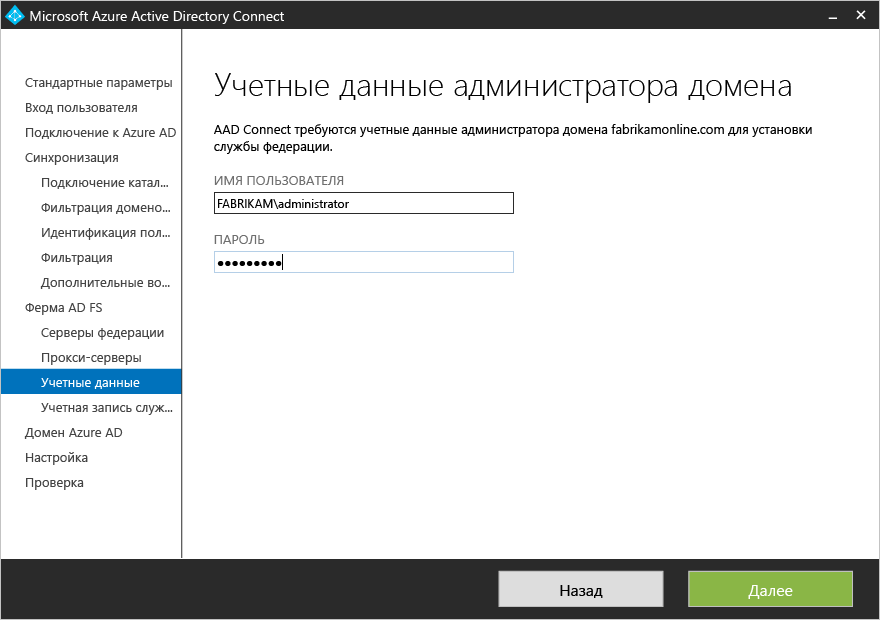 Microsoft Azure Active Directory Connect
Стандартные параметры
Вход пользователя
Подключение к Azure AD
Синхронизация
Подключение катал...
Фильтрация домено...
Идентификация пол...
Фильтрация
Дополнительные во...
Ферма AD FS
Серверы федерации
Прокси-серверы
Учетные данные
Учетная запись служ...
Домен Azure AD
Настройка
Проверка
Учетные данные администратора домена
AAD Connect требуются учетные данные администратора домена fabrikamonline.com для установки
службы федерации.
ИМЯ ПОЛЬЗОВАТЕЛЯ
FABRIKAM\administrator
ПАРОЛЬ
●●●●●●●●●
Назад
Далее